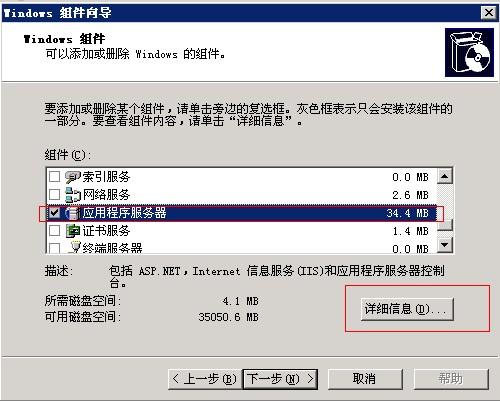 Windows 组件向导
Windows 组件
可以添加或删除 Windows 的组件。
要添加或删除某个组件，请单击旁边的复选框。灰色框表示只会安装该组件的
一部分。要查看组件内容，请单击“详细信息”。
组件(C):
索引服务 0.0 MB
网络服务 2.6 MB
应用程序服务器 34.4 MB
证书服务 1.4 MB
终端服务器 0.0 MB
描述: 包括 ASP.NET，Internet 信息服务(IIS)和应用程序服务器控制
台。
所需磁盘空间: 4.1 MB
可用磁盘空间: 35050.6 MB
详细信息(D)...
< 上一步(B) 下一步(N) > 取消 帮助